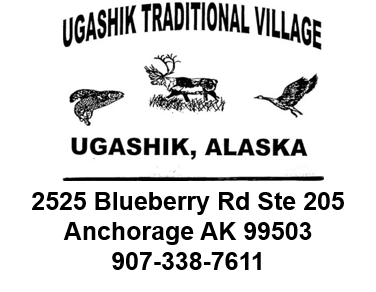 UGASHIK TRADITIONAL VILLAGE
UGASHIK, ALASKA
2525 Blueberry Rd Ste 205
Anchorage AK 99503
907-338-7611